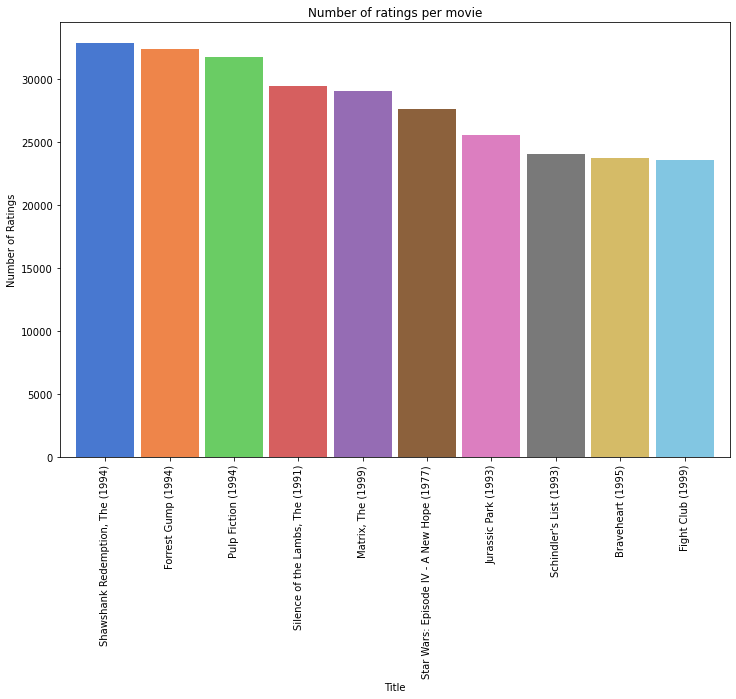 Number of ratings per movie
30000
25000
20000
15000
10000
5000
0
Number of Ratings
Shawshank Redemption, The (1994)
Forrest Gump (1994)
Pulp Fiction (1994)
Silence of the Lambs, The (1991)
Matrix, The (1999)
Star Wars: Episode IV - A New Hope (1977)
Jurassic Park (1993)
Schindler's List (1993)
Braveheart (1995)
Fight Club (1999)
Title